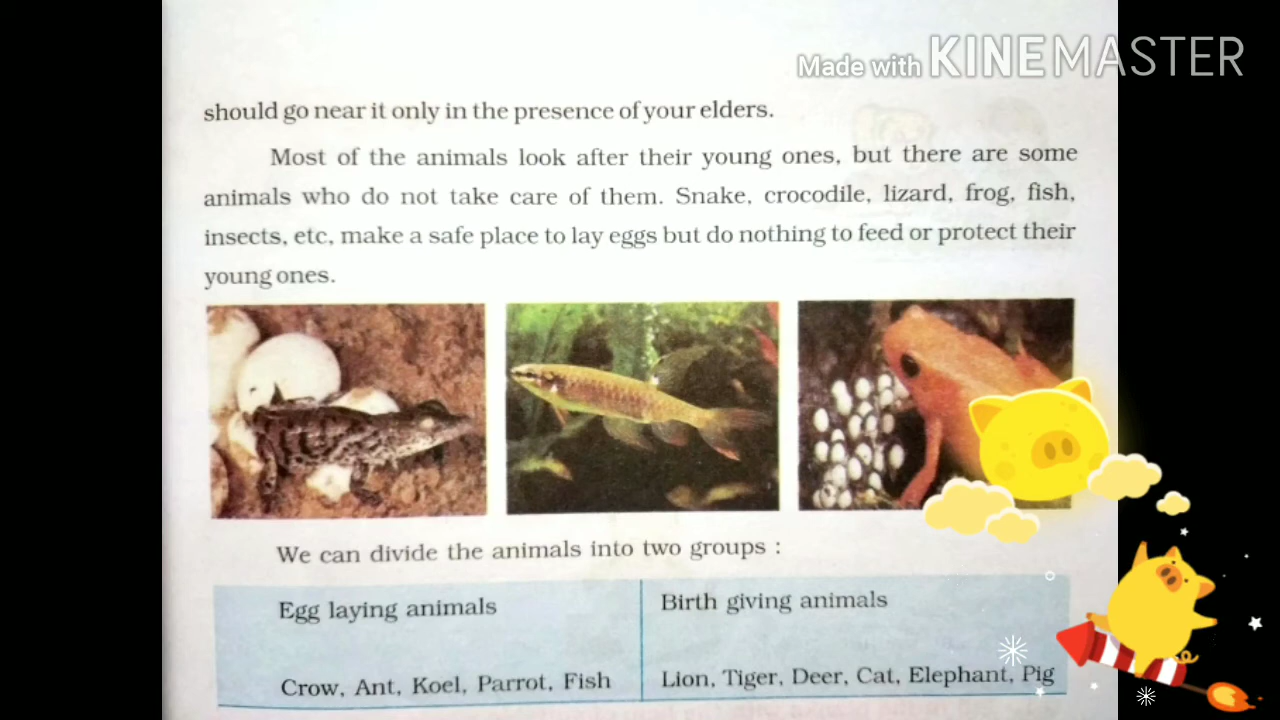 Made with KINEMASTER
should go near it only in the presence of your elders.
Most of the animals look after their young ones, but there are some
animals who do not take care of them. Snake, crocodile, lizard, frog, fish,
insects, etc, make a safe place to lay eggs but do nothing to feed or protect their
young ones.
We can divide the animals into two groups :
Egg laying animals
Birth giving animals
Crow, Ant, Koel, Parrot, Fish
Lion, Tiger, Deer, Cat, Elephant, Pig